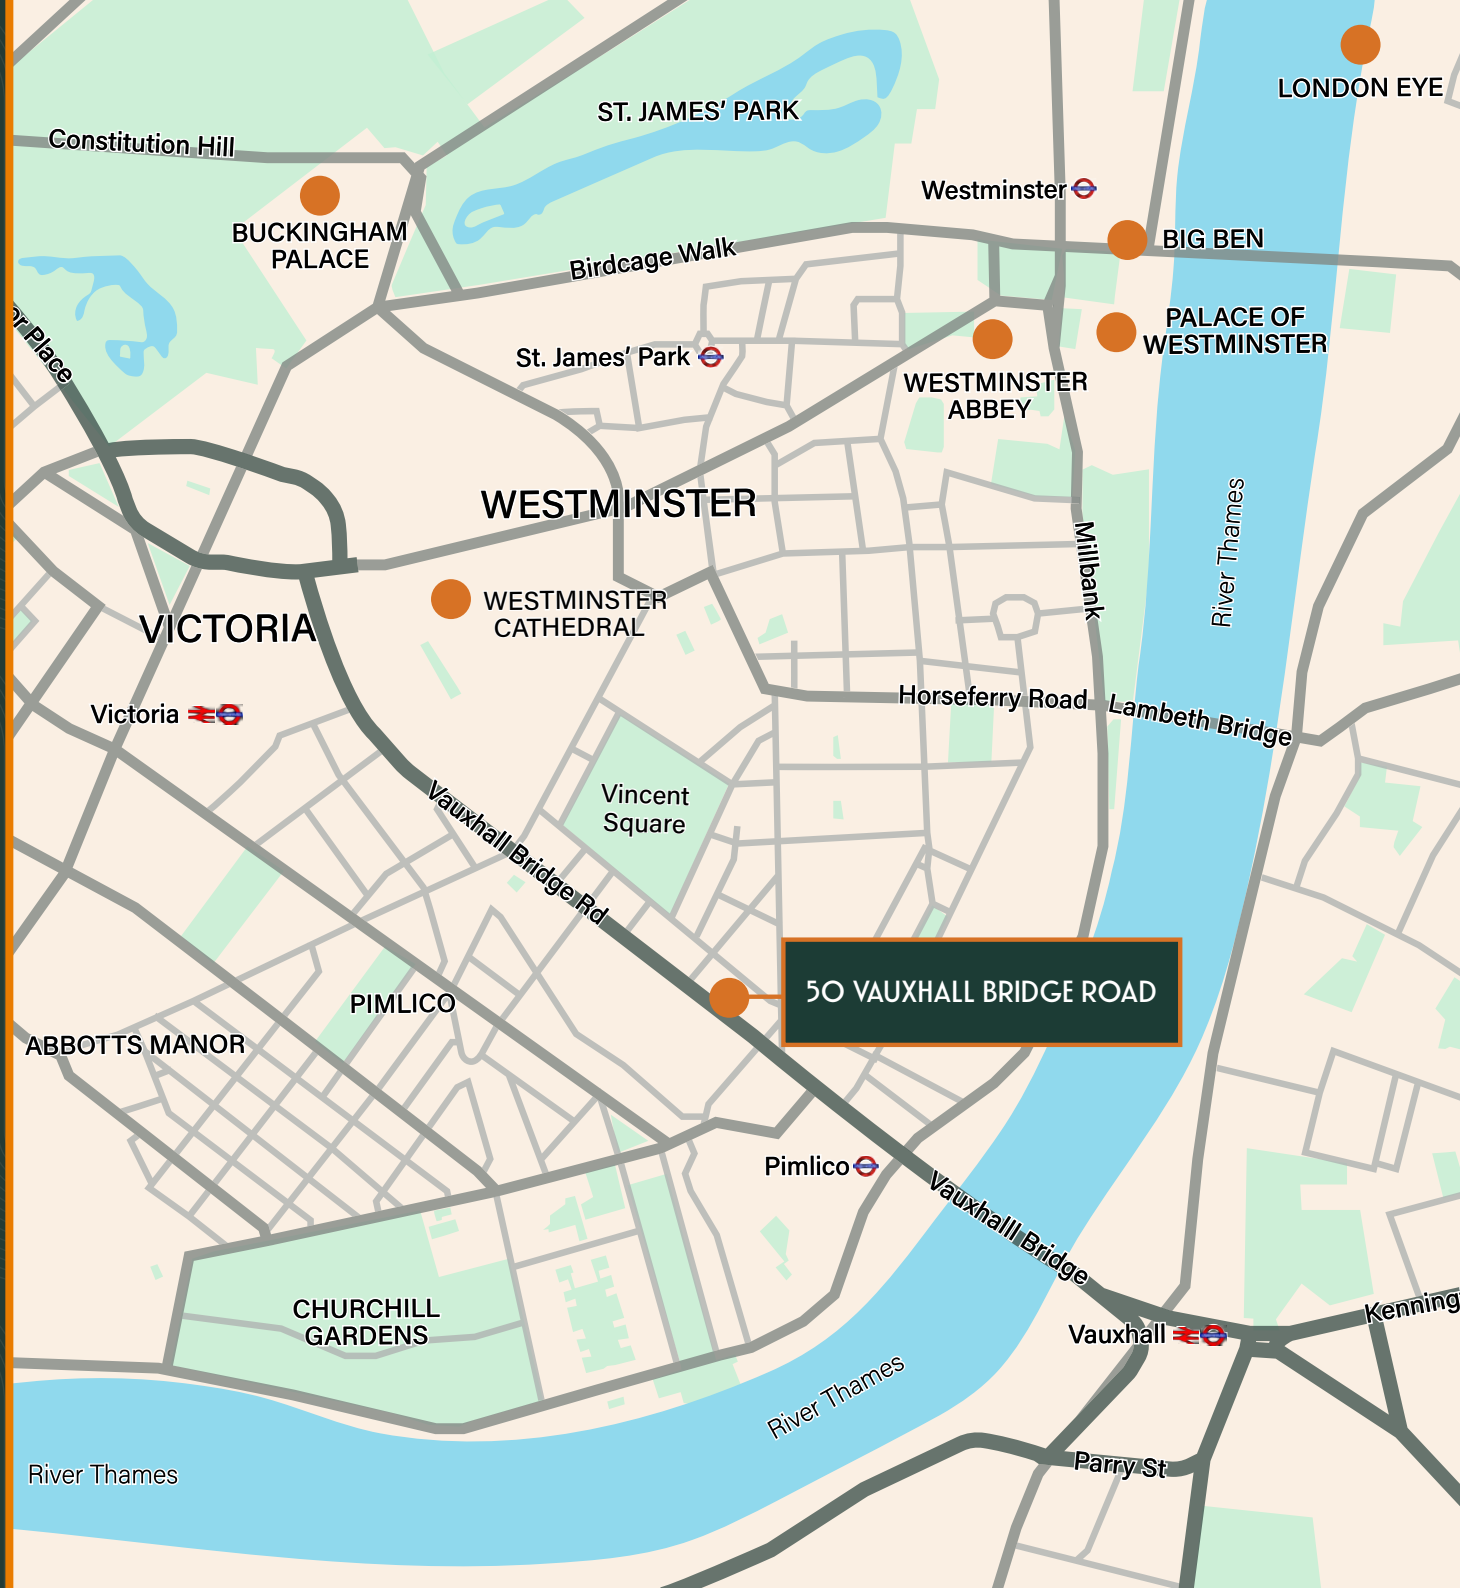 LONDON EYE
ST. JAMES' PARK
Constitution Hill
Westminster
BUCKINGHAM
PALACE
BIG BEN
Birdcage Walk
or Place
PALACE OF
WESTMINSTER
St. James' Park
WESTMINSTER
ABBEY
WESTMINSTER
River Thames
Millbank
WESTMINSTER
CATHEDRAL
VICTORIA
Victoria
Horseferry Road
Lambeth Bridge
Vincent
Square
Vauxhall Bridge Rd
50 VAUXHALL BRIDGE ROAD
PIMLICO
ABBOTTS MANOR
Pimlico
Vauxhalll Bridge
CHURCHILL
GARDENS
Kenning
Vauxhall
River Thames
Parry St
River Thames